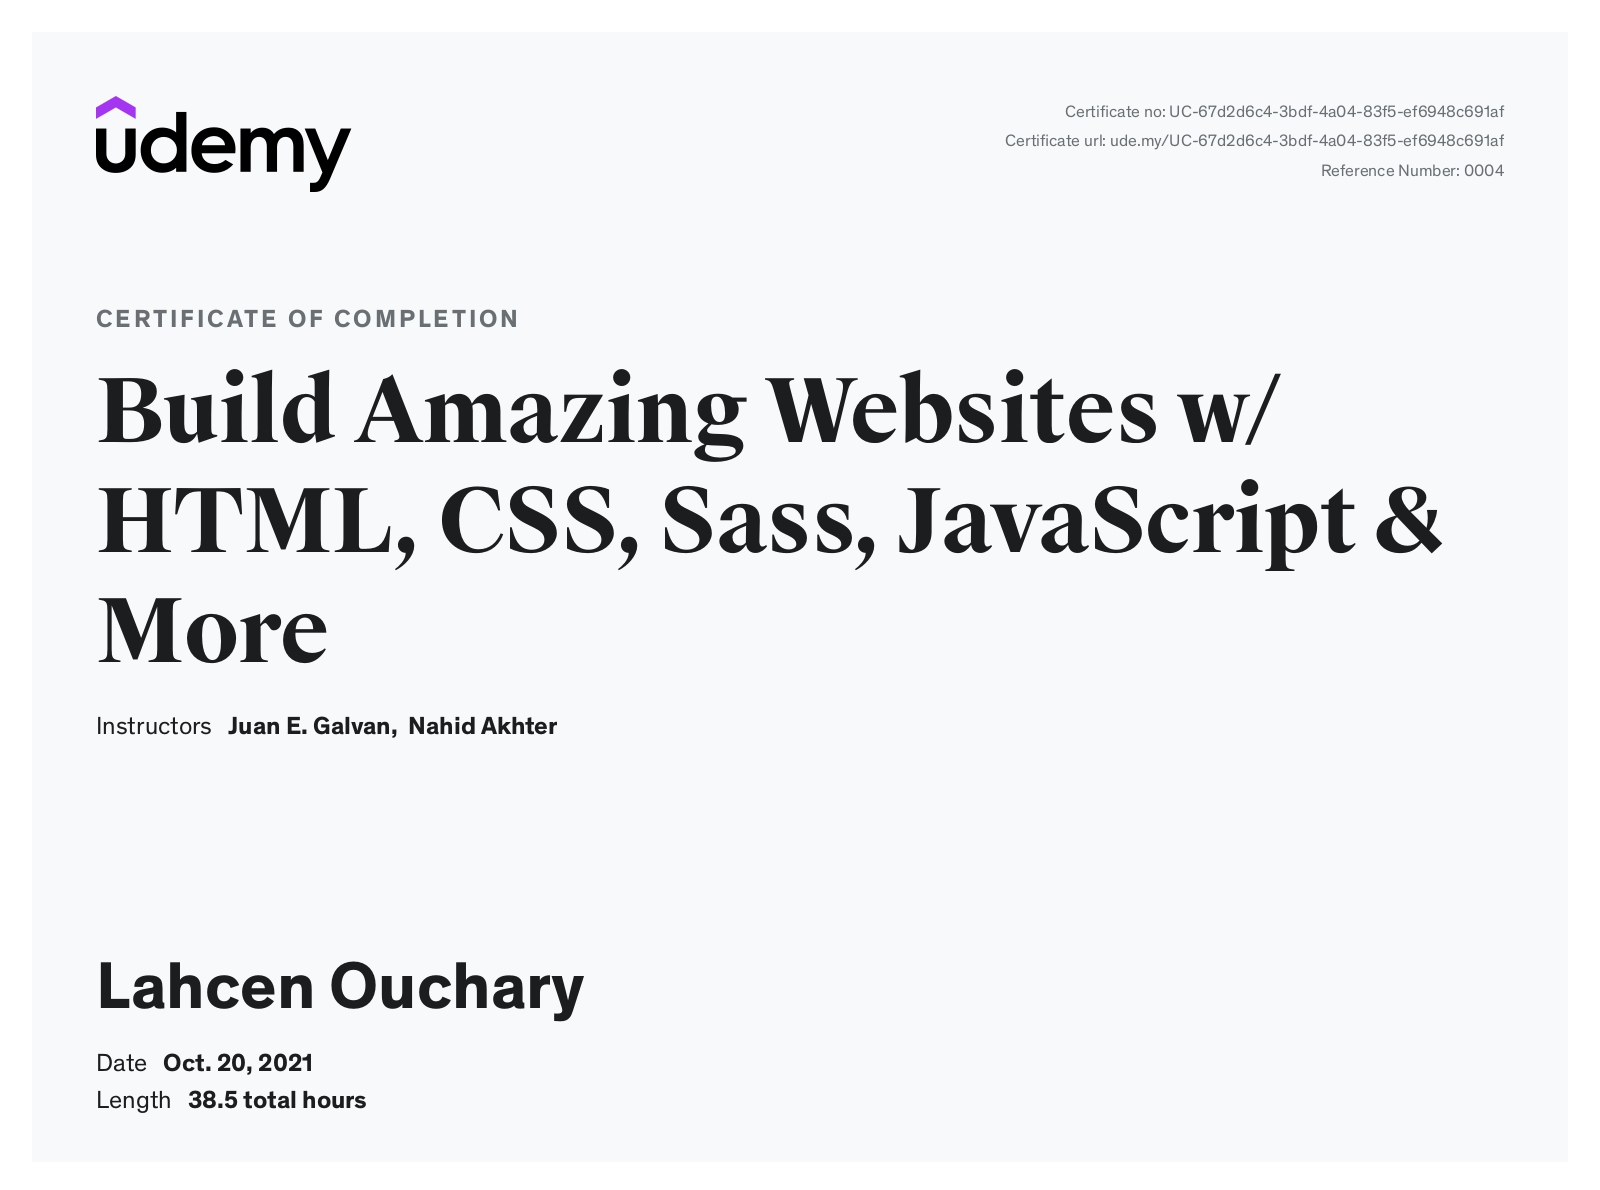 udemy
Certificate no: UC-67d2d6c4-3bdf-4a04-83f5-ef6948c691af
Certificate url: ude.my/UC-67d2d6c4-3bdf-4a04-83f5-ef6948c691af
Reference Number: 0004
CERTIFICATE OF COMPLETION
Build Amazing Websites w/
HTML, CSS, Sass, JavaScript &
More
Instructors Juan E. Galvan, Nahid Akhter
Lahcen Ouchary
Date Oct. 20, 2021
Length 38.5 total hours